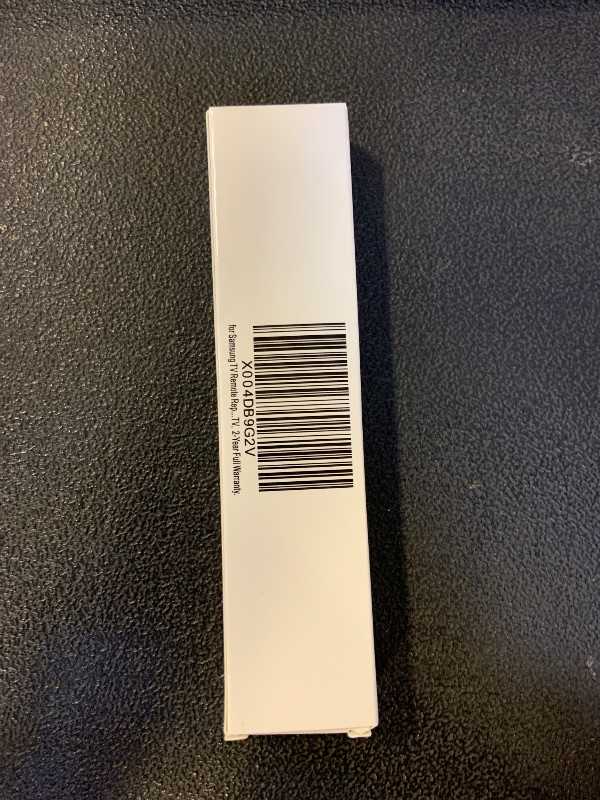 X004DB9G2V
for Samsung TV Remote Rep...TV. 2-Year Full Warranty.